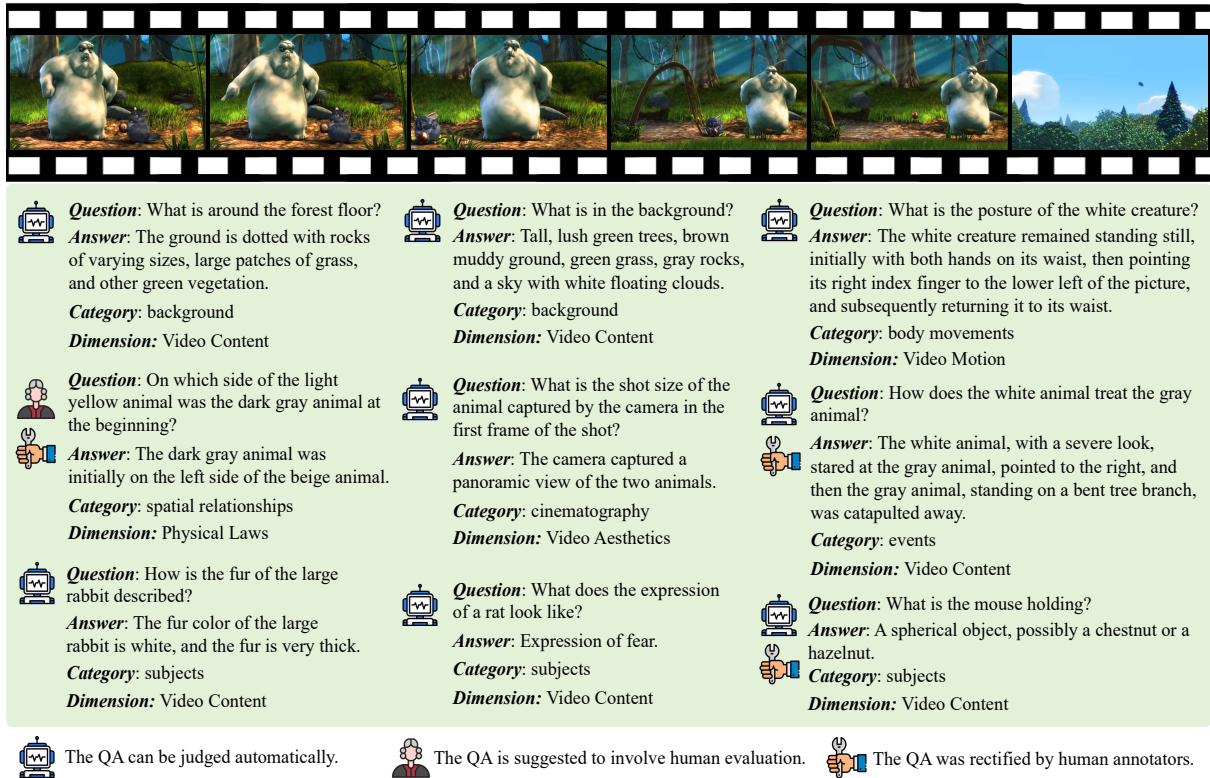 Question: What is around the forest floor?
Answer: The ground is dotted with rocks
of varying sizes, large patches of grass,
and other green vegetation.
Category: background
Dimension: Video Content
Question: On which side of the light
yellow animal was the dark gray animal at
the beginning?
Answer: The dark gray animal was
initially on the left side of the beige animal.
Category: spatial relationships
Dimension: Physical Laws
Question: How is the fur of the large
rabbit described?
Answer: The fur color of the large
rabbit is white, and the fur is very thick.
Category: subjects
Dimension: Video Content
Question: What is in the background?
Answer: Tall, lush green trees, brown
muddy ground, green grass, gray rocks,
and a sky with white floating clouds.
Category: background
Dimension: Video Content
Question: What is the shot size of the
animal captured by the camera in the
first frame of the shot?
Answer: The camera captured a
panoramic view of the two animals.
Category: cinematography
Dimension: Video Aesthetics
Question: What does the expression
of a rat look like?
Answer: Expression of fear.
Category: subjects
Dimension: Video Content
Question: What is the posture of the white creature?
Answer: The white creature remained standing still,
initially with both hands on its waist, then pointing
its right index finger to the lower left of the picture,
and subsequently returning it to its waist.
Category: body movements
Dimension: Video Motion
Question: How does the white animal treat the gray
animal?
Answer: The white animal, with a severe look,
stared at the gray animal, pointed to the right, and
then the gray animal, standing on a bent tree branch,
was catapulted away.
Category: events
Dimension: Video Content
Question: What is the mouse holding?
Answer: A spherical object, possibly a chestnut or a
hazelnut.
Category: subjects
Dimension: Video Content
The QA can be judged automatically.
The QA is suggested to involve human evaluation.
The QA was rectified by human annotators.